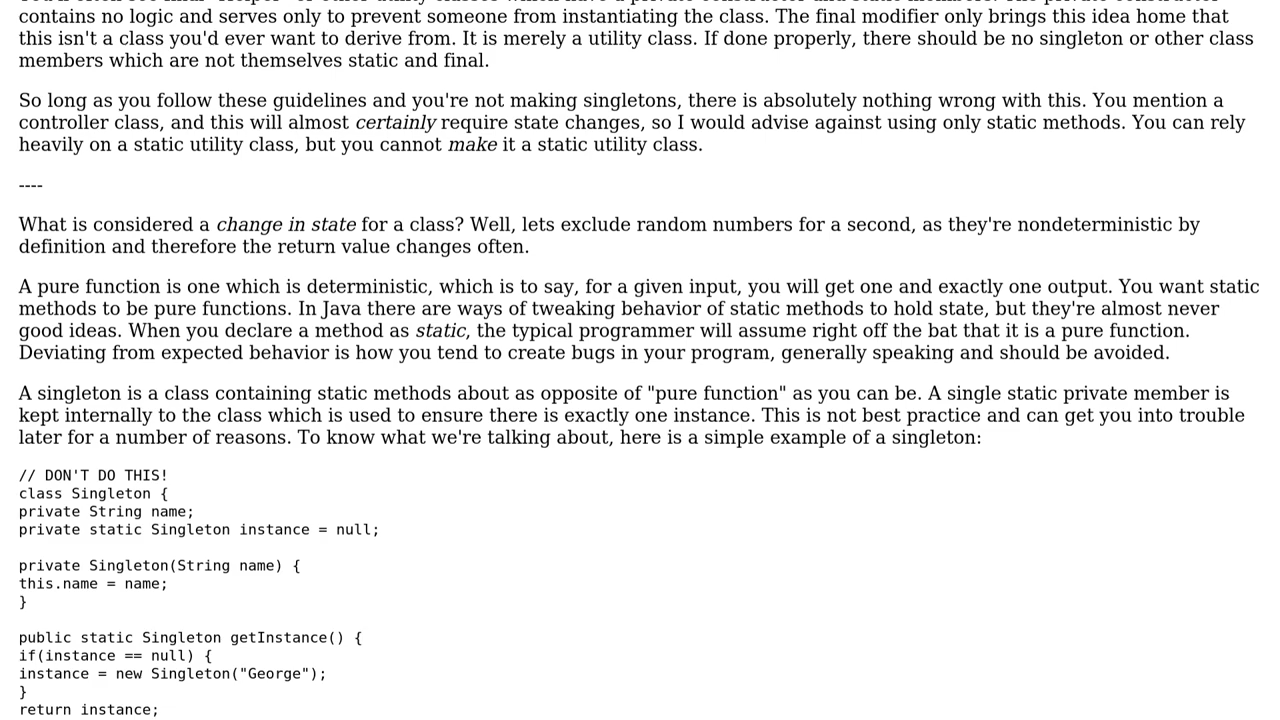 contains no logic and serves only to prevent someone from instantiating the class. The final modifier only brings this idea home that
this isn't a class you'd ever want to derive from. It is merely a utility class. If done properly, there should be no singleton or other class
members which are not themselves static and final.
So long as you follow these guidelines and you're not making singletons, there is absolutely nothing wrong with this. You mention a
controller class, and this will almost certainly require state changes, so I would advise against using only static methods. You can rely
heavily on a static utility class, but you cannot make it a static utility class.
----
What is considered a change in state for a class? Well, lets exclude random numbers for a second, as they're nondeterministic by
definition and therefore the return value changes often.
A pure function is one which is deterministic, which is to say, for a given input, you will get one and exactly one output. You want static
methods to be pure functions. In Java there are ways of tweaking behavior of static methods to hold state, but they're almost never
good ideas. When you declare a method as static, the typical programmer will assume right off the bat that it is a pure function.
Deviating from expected behavior is how you tend to create bugs in your program, generally speaking and should be avoided.
A singleton is a class containing static methods about as opposite of "pure function" as you can be. A single static private member is
kept internally to the class which is used to ensure there is exactly one instance. This is not best practice and can get you into trouble
later for a number of reasons. To know what we're talking about, here is a simple example of a singleton:
// DON'T DO THIS!
class Singleton {
private String name;
private static Singleton instance = null;
private Singleton(String name) {
this.name = name;
}
public static Singleton getInstance() {
if(instance == null) {
instance = new Singleton("George");
}
return instance;